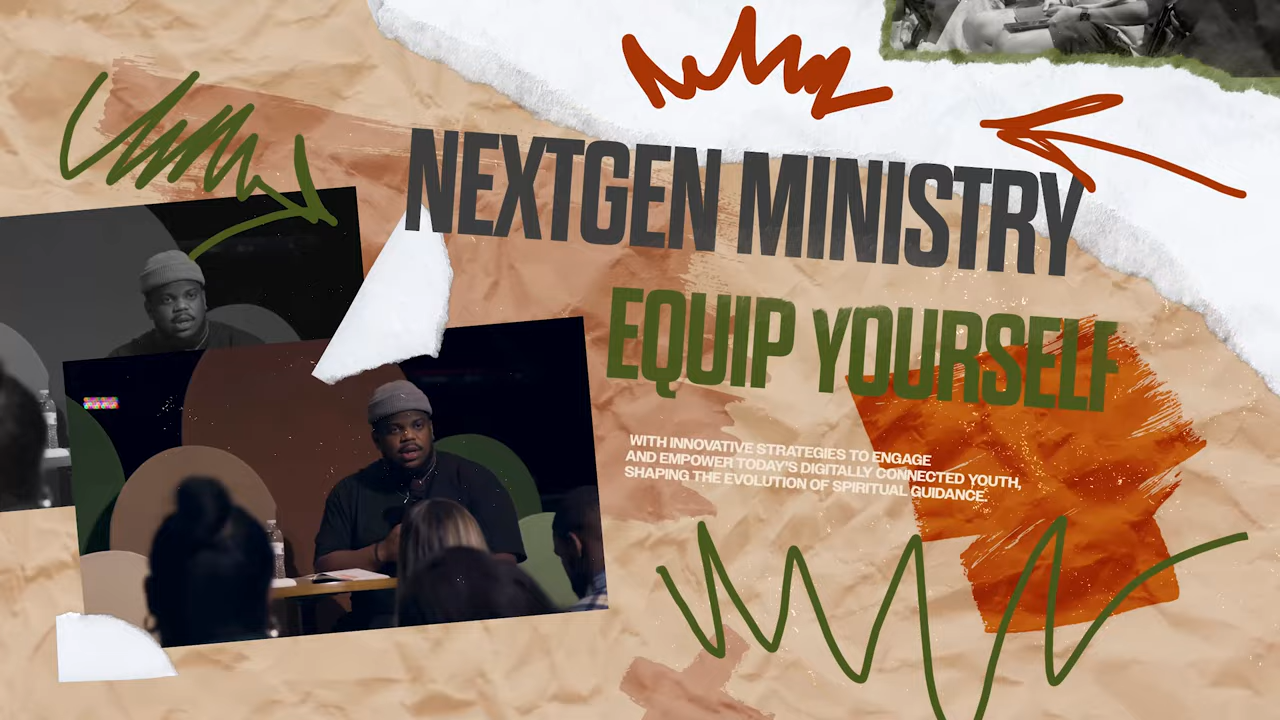 NEXTGEN MINISTRY
EQUIP YOURSELF
WITH INNOVATIVE STRATEGIES TO ENGAGE
AND EMPOWER TODAY'S DIGITALLY CONNECTED YOUTH,
SHAPING THE EVOLUTION OF SPIRITUAL GUIDANCE.